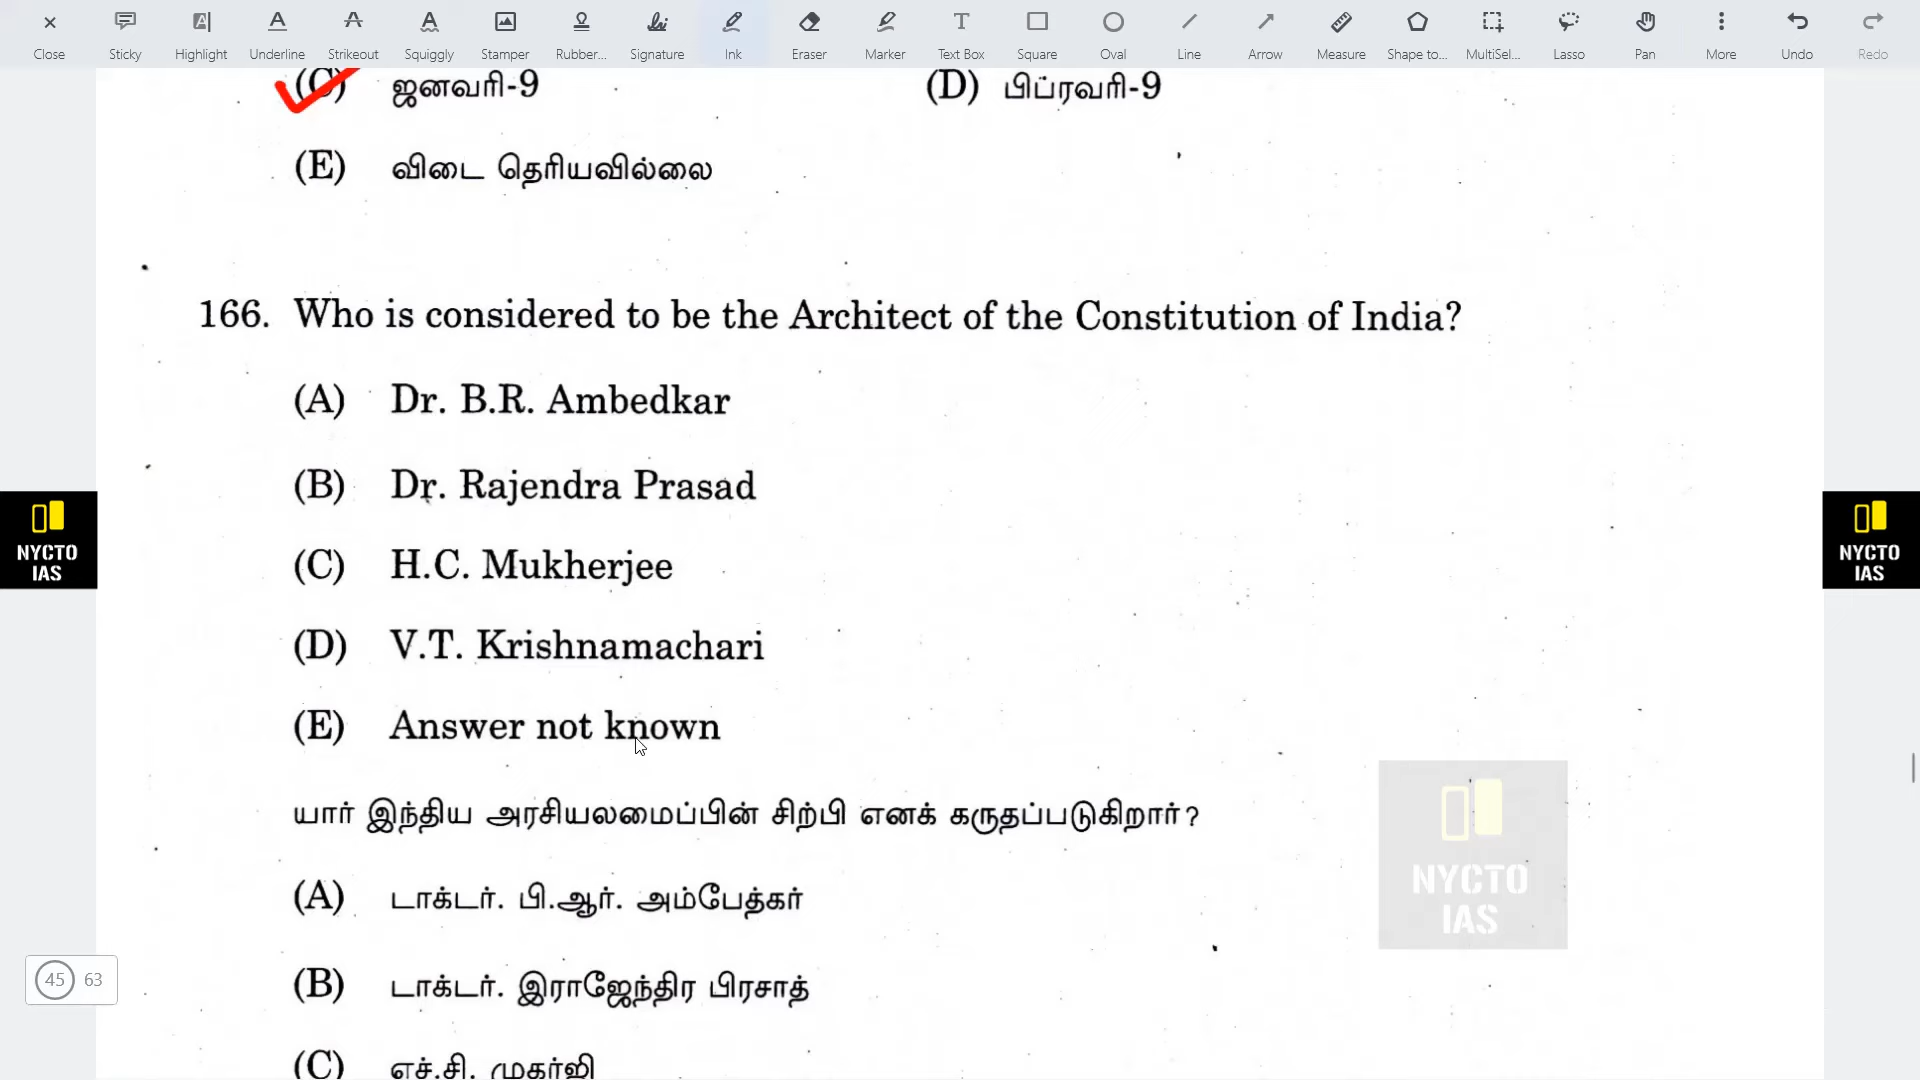 Close Sticky Highlight Underline Strikeout Squiggly Stamper Rubber... Signature Ink Eraser Marker Text Box Square Oval Line Arrow Measure Shape to... MultiSel... Lasso Pan More Undo Redo
(C) ஜனவரி-9 (D) பிப்ரவரி-9
(E) விடை தெரியவில்லை
166. Who is considered to be the Architect of the Constitution of India?
(A) Dr. B.R. Ambedkar
(B) Dr. Rajendra Prasad
(C) H.C. Mukherjee
(D) V.T. Krishnamachari
(E) Answer not known
யார் இந்திய அரசியலமைப்பின் சிற்பி எனக் கருதப்படுகிறார்?
(A) டாக்டர். பி.ஆர். அம்பேத்கர்
(B) டாக்டர். இராஜேந்திர பிரசாத்
(C) எச்.சி. முகர்ஜி
NYCTO
IAS
NYCTO
IAS
NYCTO
IAS
45 63